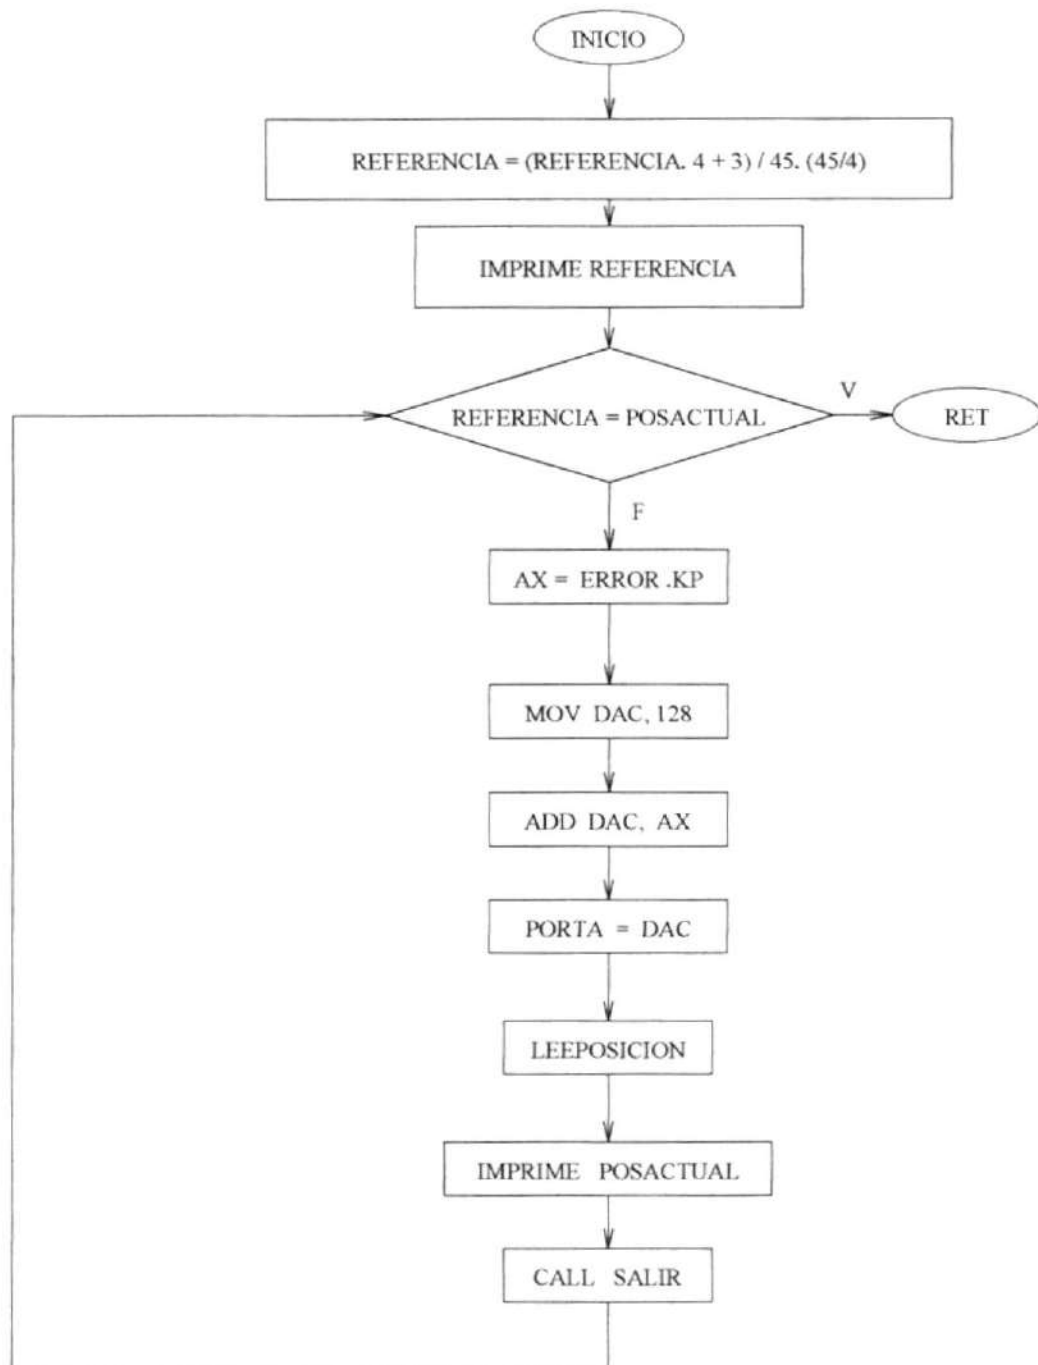 INICIO
REFERENCIA = (REFERENCIA. 4 + 3) / 45. (45/4)
IMPRIME REFERENCIA
REFERENCIA = POSACTUAL
V
RET
F
AX = ERROR .KP
MOV DAC, 128
ADD DAC, AX
PORTA = DAC
LEEPOSICION
IMPRIME POSACTUAL
CALL SALIR